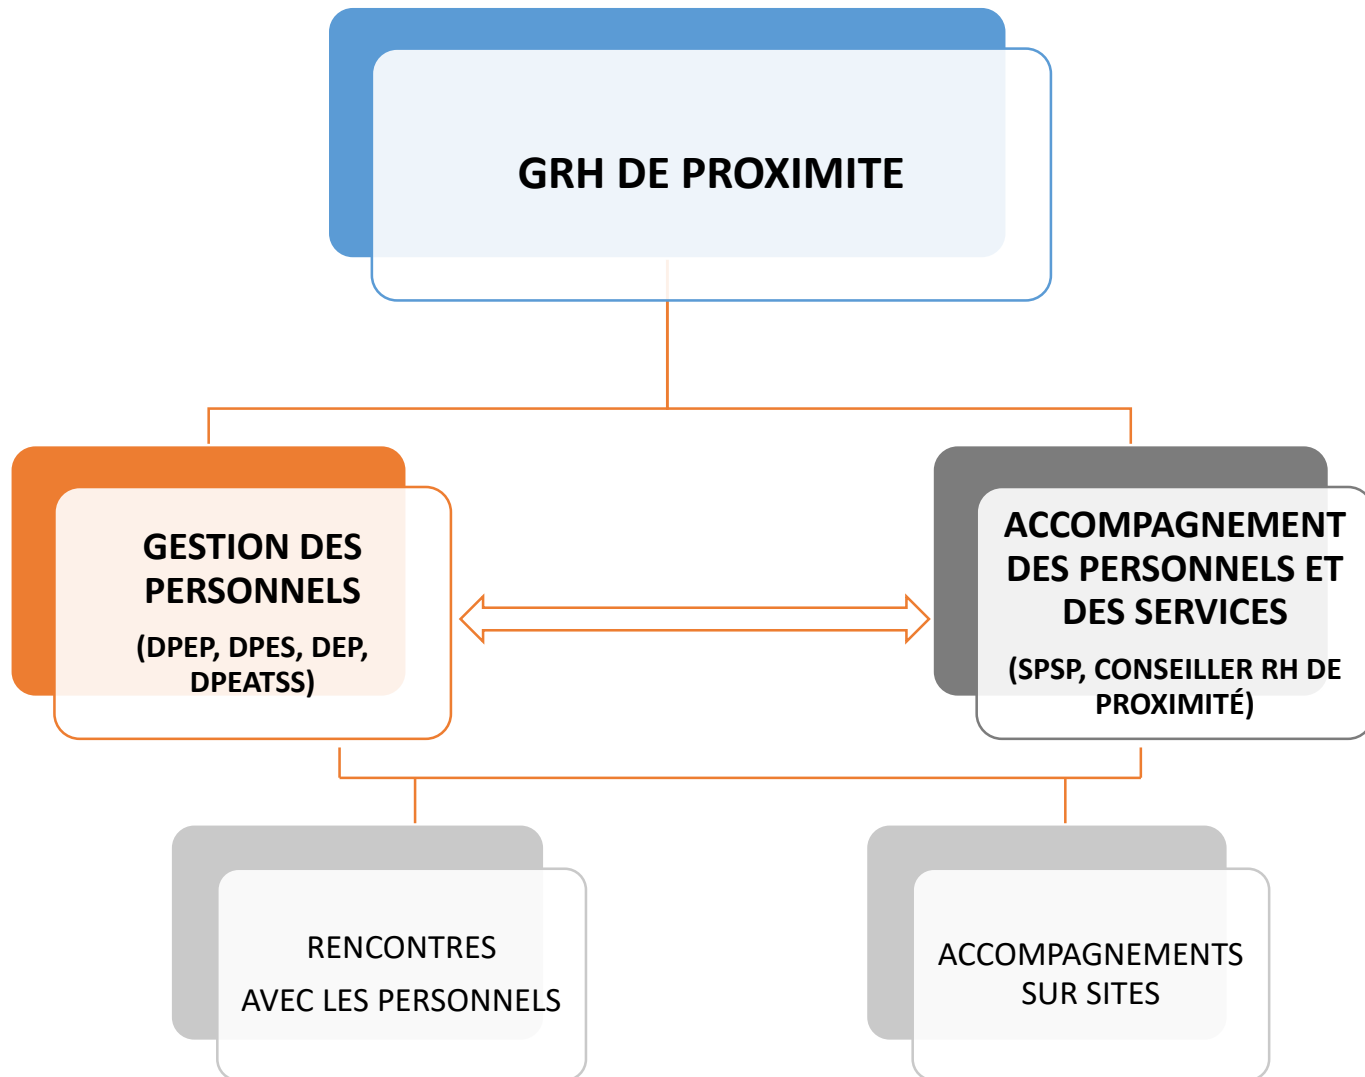 GRH DE PROXIMITE
GESTION DES
PERSONNELS
(DPEP, DPES, DEP,
DPEATSS)
ACCOMPAGNEMENT
DES PERSONNELS ET
DES SERVICES
(SPSP, CONSEILLER RH DE
PROXIMITÉ)
RENCONTRES
AVEC LES PERSONNELS
ACCOMPAGNEMENTS
SUR SITES